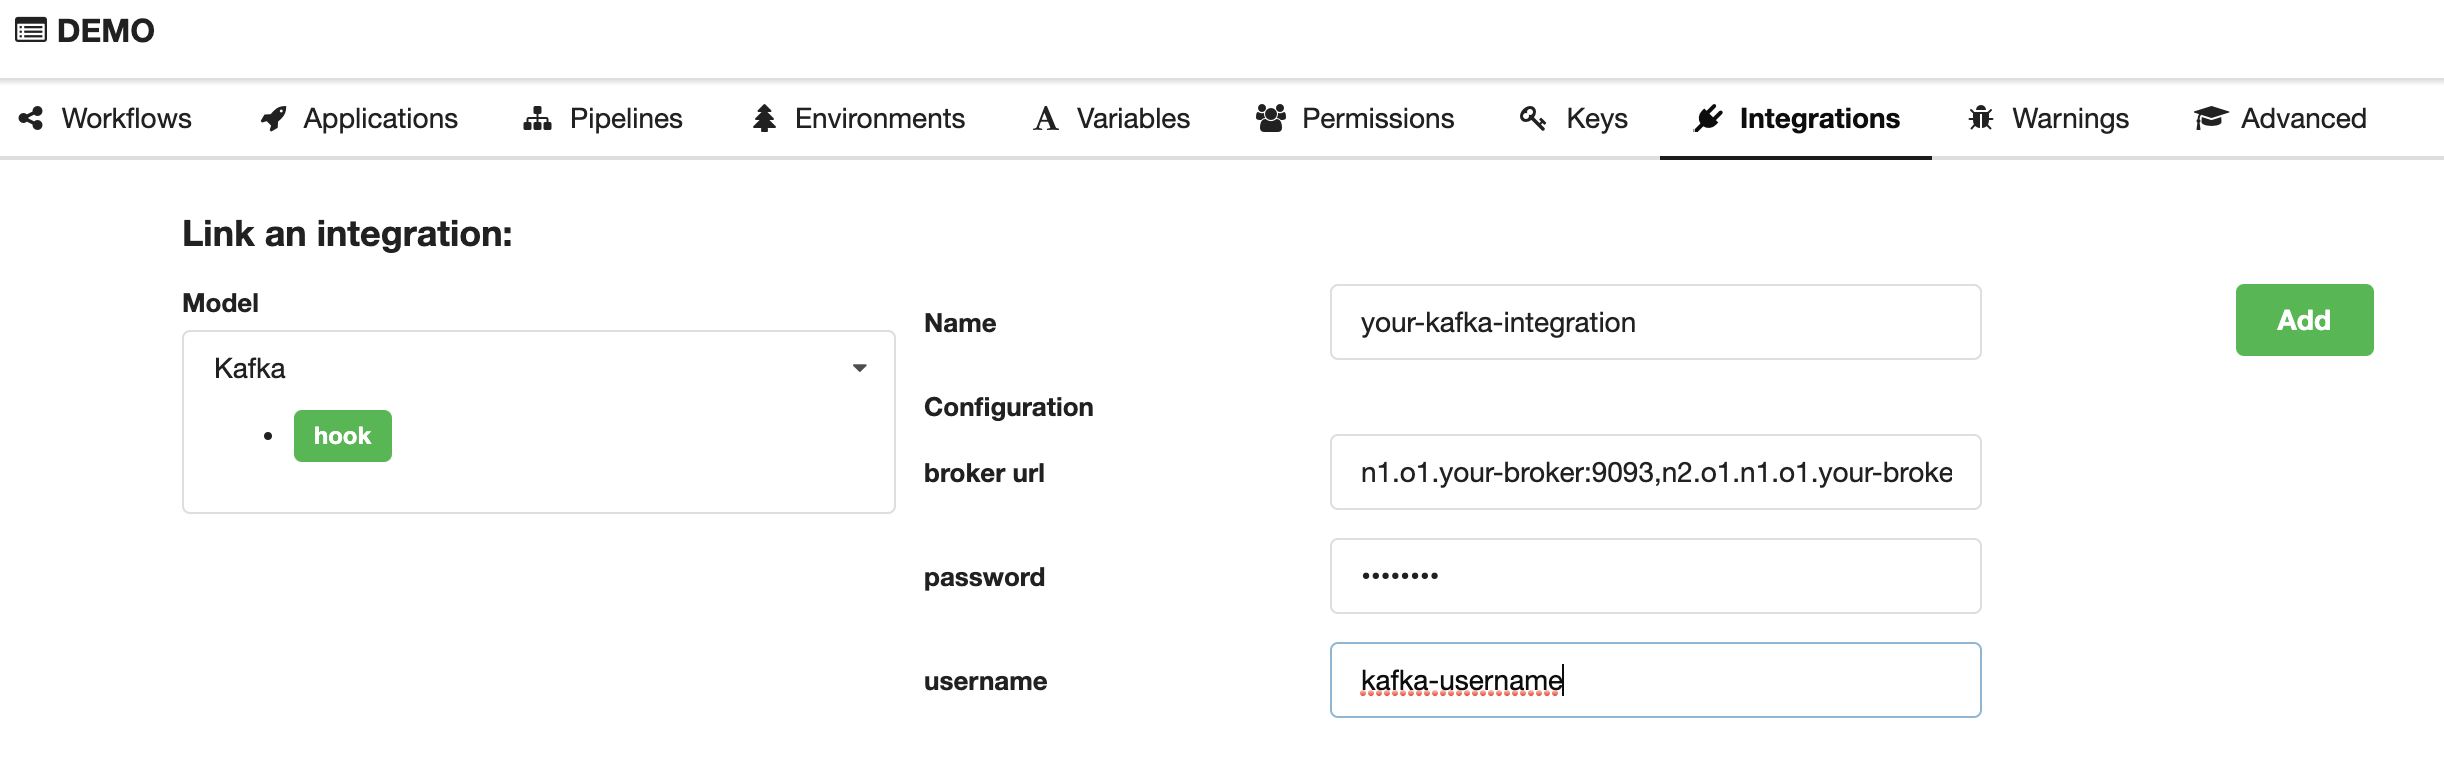 DEMO
Workflows Applications Pipelines Environments Variables Permissions Keys Integrations Warnings Advanced
Link an integration:
Model
Kafka
hook
Name
your-kafka-integration
Add
Configuration
broker url
n1.o1.your-broker:9093,n2.o1.n1.o1.your-broke
password
••••••••
username
kafka-username